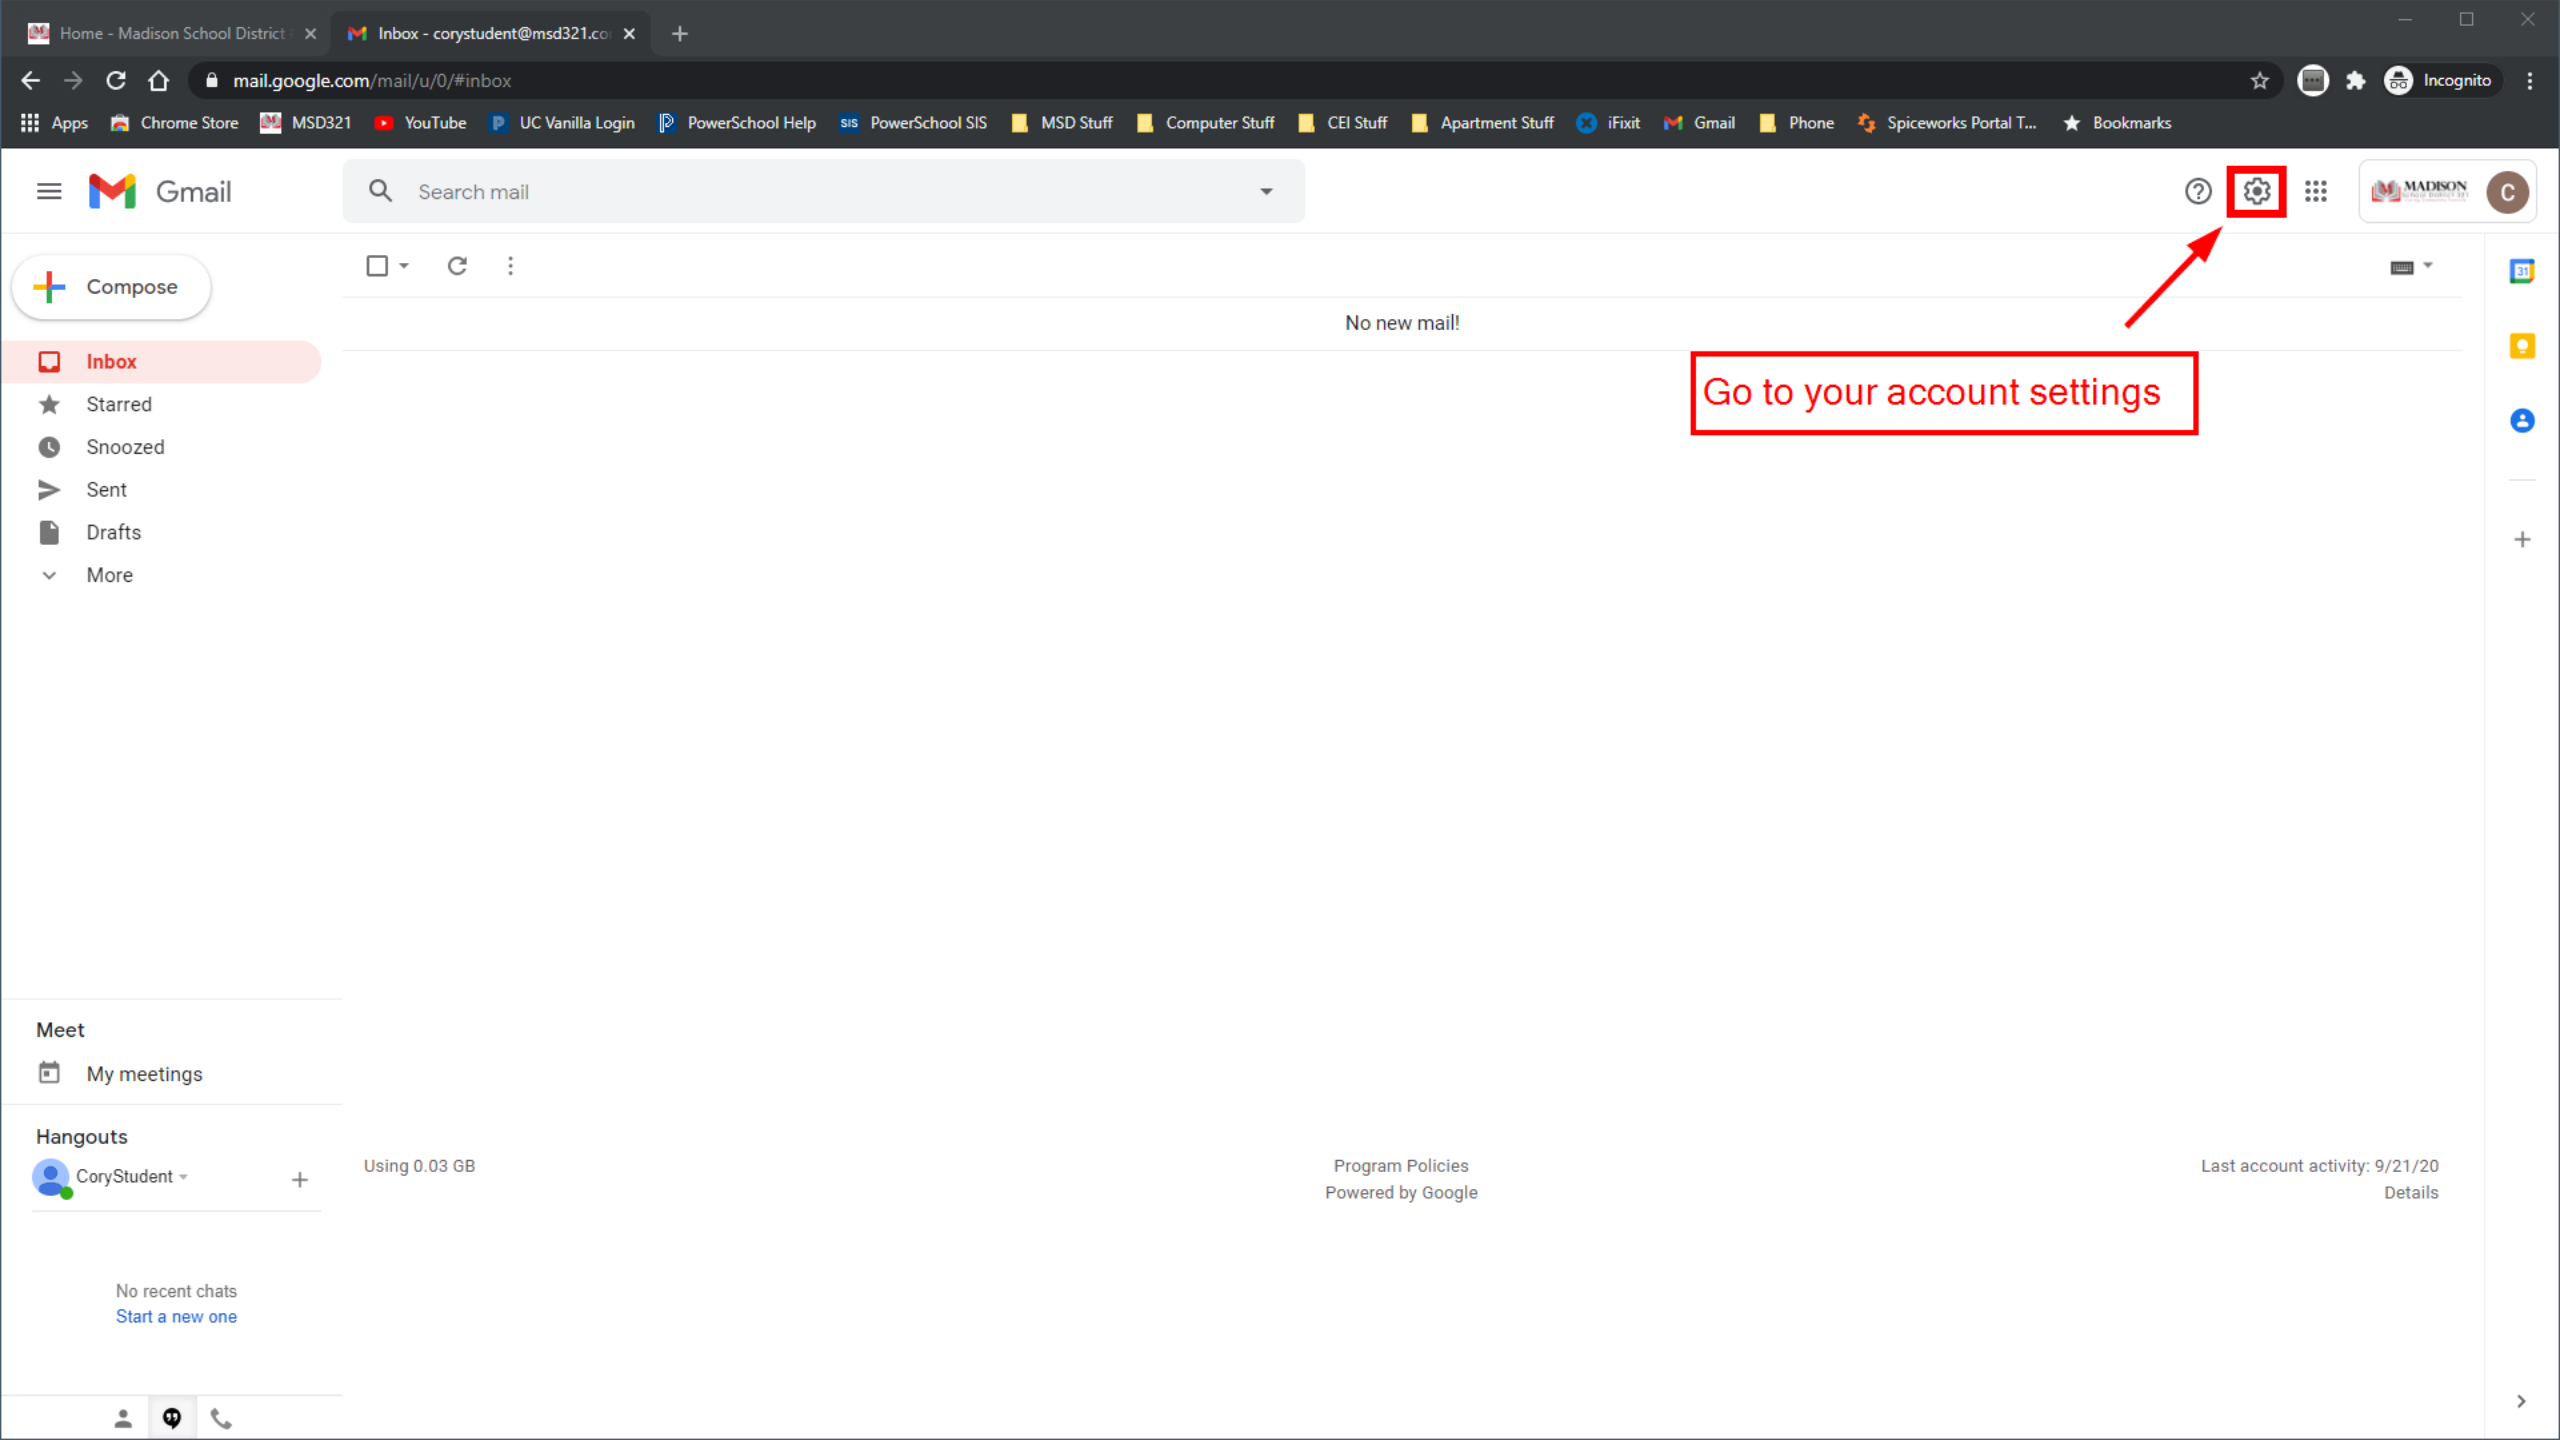 Home - Madison School District
Inbox - corystudent@msd321.co
mail.google.com/mail/u/0/#inbox
Incognito
Apps Chrome Store MSD321 YouTube UC Vanilla Login PowerSchool Help SIS PowerSchool SIS MSD Stuff Computer Stuff CEI Stuff Apartment Stuff iFixit Gmail Phone Spiceworks Portal T... Bookmarks
Gmail
Search mail
MADISON
C
Compose
31
No new mail!
Inbox
Go to your account settings
Starred
Snoozed
Sent
Drafts
More
Meet
My meetings
Hangouts
CoryStudent
Using 0.03 GB
Program Policies
Powered by Google
Last account activity: 9/21/20
Details
No recent chats
Start a new one